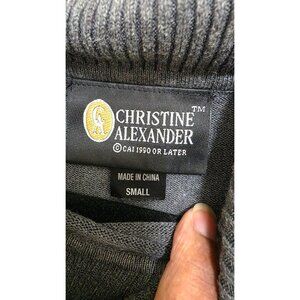 CHRISTINE™
ALEXANDER
©CAI 1990 OR LATER
MADE IN CHINA
SMALL